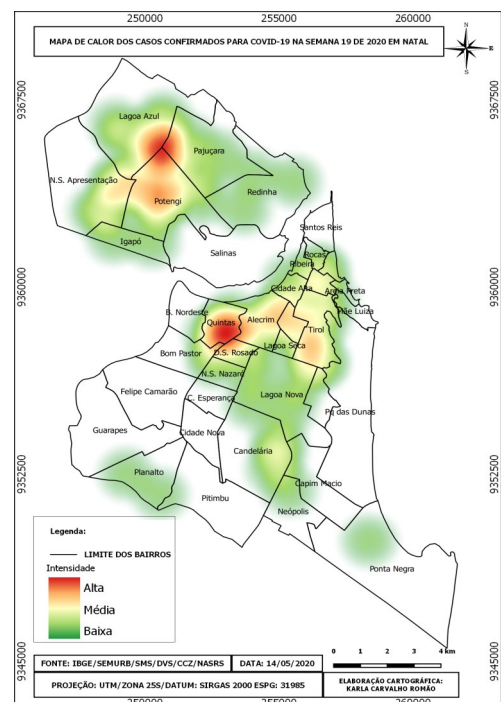 250000 255000 260000
MAPA DE CALOR DOS CASOS CONFIRMADOS PARA COVID-19 NA SEMANA 19 DE 2020 EM NATAL
N
E
S
9367500 9367500
Lagoa Azul
Pajuçara
N.S. Apresentação
Redinha
Potengi
Santos Reis
Igapó
Salinas
Rocas
Ribeira
9360000 9360000
Cidade Alta
Areia Preta
B. Nordeste
Mãe Luiza
Quintas
Alecrim
Tirol
Bom Pastor
D.S. Rosado
Lagoa Seca
N.S. Nazaré
Felipe Camarão
C. Esperança
Lagoa Nova
Pq das Dunas
Guarapes
Cidade Nova
Candelária
9352500 9352500
Planalto
Capim Macio
Pitimbu
Neópolis
Ponta Negra
Legenda:
LIMITE DOS BAIRROS
Intensidade
Alta
Média
Baixa
9345000 9345000
0 1 2 3 4 km
FONTE: IBGE/SEMURB/SMS/DVS/CCZ/NASRS
DATA: 14/05/2020
PROJEÇÃO: UTM/ZONA 25S/DATUM: SIRGAS 2000 ESPG: 31985
ELABORAÇÃO CARTOGRÁFICA:
KARLA CARVALHO ROMÃO
250000 255000 260000